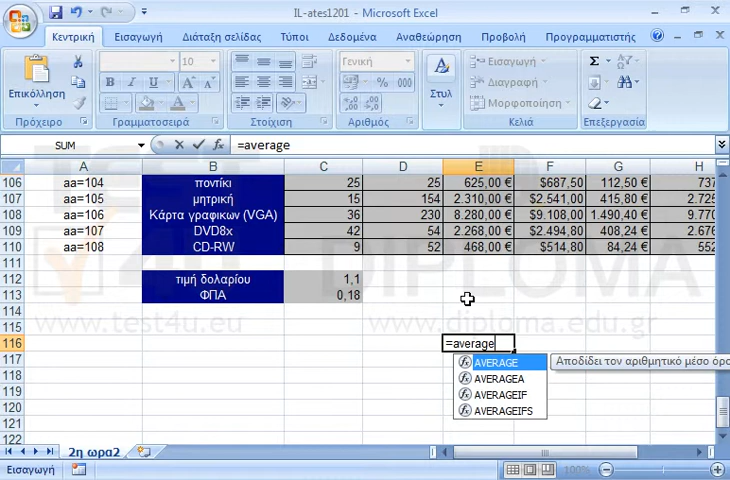 IL-ates1201 - Microsoft Excel
Κεντρική Εισαγωγή Διάταξη σελίδας Τύποι Δεδομένα Αναθεώρηση Προβολή Προγραμματιστής
Επικόλληση
Πρόχειρο
10
B I U A A
Γραμματοσειρά
Στοίχιση
Γενική
% 000
Αριθμός
Στυλ
Εισαγωγή
Διαγραφή
Μορφοποίηση
Κελιά
Σ
Επεξεργασία
SUM =average
A B C D E F G H
106 aa=104 ποντίκι 25 25 625,00 € $687,50 112,50 € 737
107 aa=105 μητρική 15 154 2.310,00 € $2.541,00 415,80 € 2.725
108 aa=106 Κάρτα γραφικων (VGA) 36 230 8.280,00 € $9.108,00 1.490,40 € 9.770
109 aa=107 DVD8x 42 54 2.268,00 € $2.494,80 408,24 € 2.676
110 aa=108 CD-RW 9 52 468,00 € $514,80 84,24 € 552
111
112 τιμή δολαρίου 1,1
113 ΦΠΑ 0,18
114
115
116 =average
117 AVERAGE Αποδίδει τον αριθμητικό μέσο όρο
118 AVERAGEA
119 AVERAGEIF
120 AVERAGEIFS
121
122
TEST 4U DIPLOMA
www.test4u.eu www.diploma.edu.gr
2η ωρα2
Εισαγωγή 100%